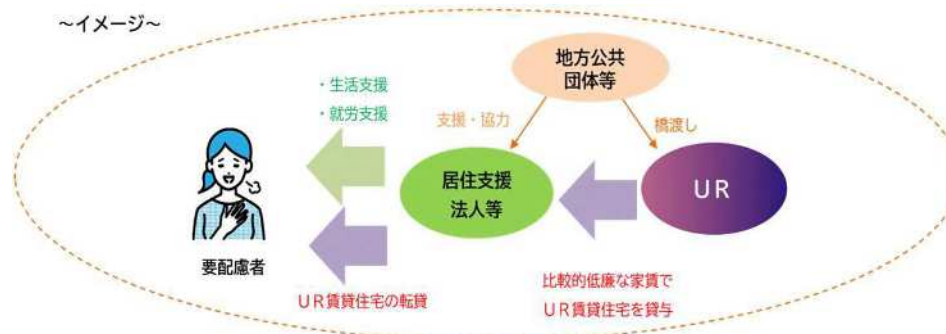 ~イメージ~
地方公共
団体等
・生活支援
・就労支援
支援・協力
橋渡し
居住支援
法人等
UR
要配慮者
UR賃貸住宅の転貸
比較的低廉な家賃で
UR賃貸住宅を貸与